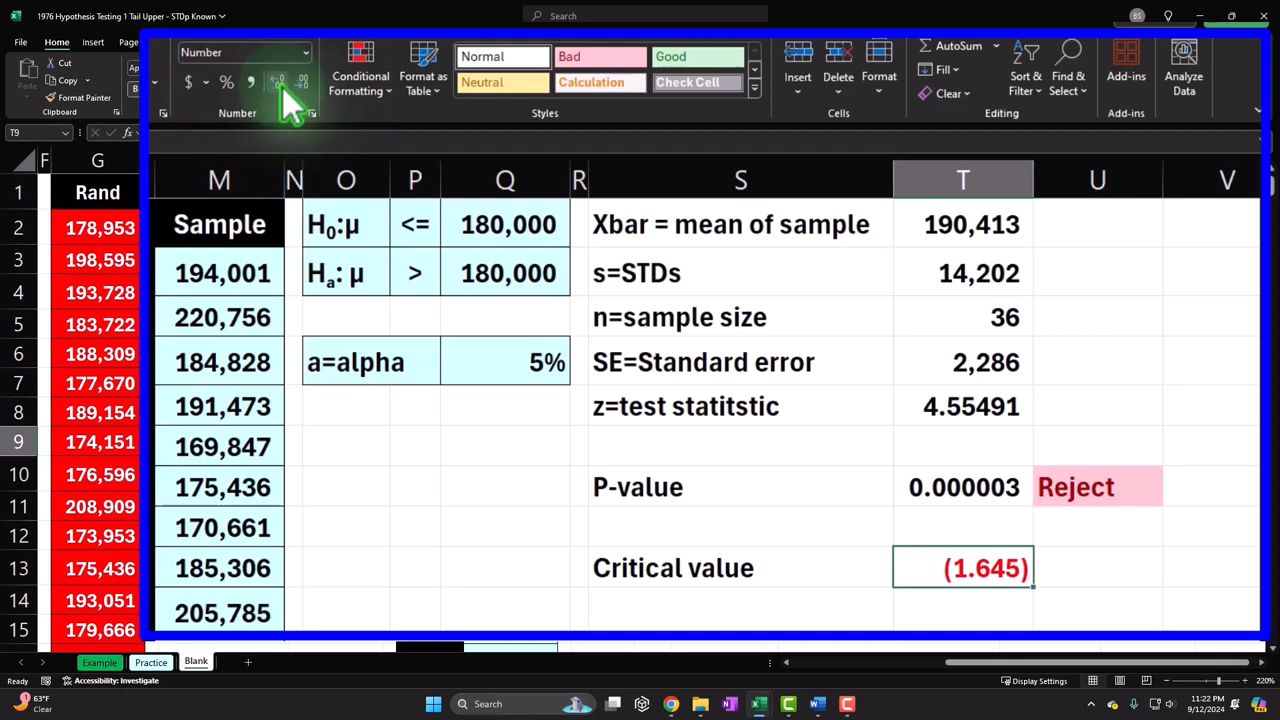 1976 Hypothesis Testing 1 Tail Upper - STDp Known
Search
BS
File Home Insert Page
Cut
Copy
Paste
Format Painter
Clipboard
B
Number
$ % ,
Number
Conditional Formatting
Format as Table
Normal Bad Good
Neutral Calculation Check Cell
Styles
Insert Delete Format
Cells
AutoSum
Fill
Clear
Sort & Filter
Find & Select
Editing
Add-ins
Add-ins
Analyze Data
T9
F G M N O P Q R S T U V
1 Rand
2 178,953
3 198,595
4 193,728
5 183,722
6 188,309
7 177,670
8 189,154
9 174,151
10 176,596
11 208,909
12 173,953
13 175,436
14 193,051
15 179,666
Sample H0:μ <= 180,000 Xbar = mean of sample 190,413
194,001 Ha: μ > 180,000 s=STDs 14,202
220,756 n=sample size 36
184,828 a=alpha 5% SE=Standard error 2,286
191,473 z=test statitstic 4.55491
169,847
175,436 P-value 0.000003 Reject
170,661
185,306 Critical value (1.645)
205,785
Example Practice Blank +
Ready Accessibility: Investigate Display Settings 220%
63°F
Clear
Search
11:22 PM
9/12/2024